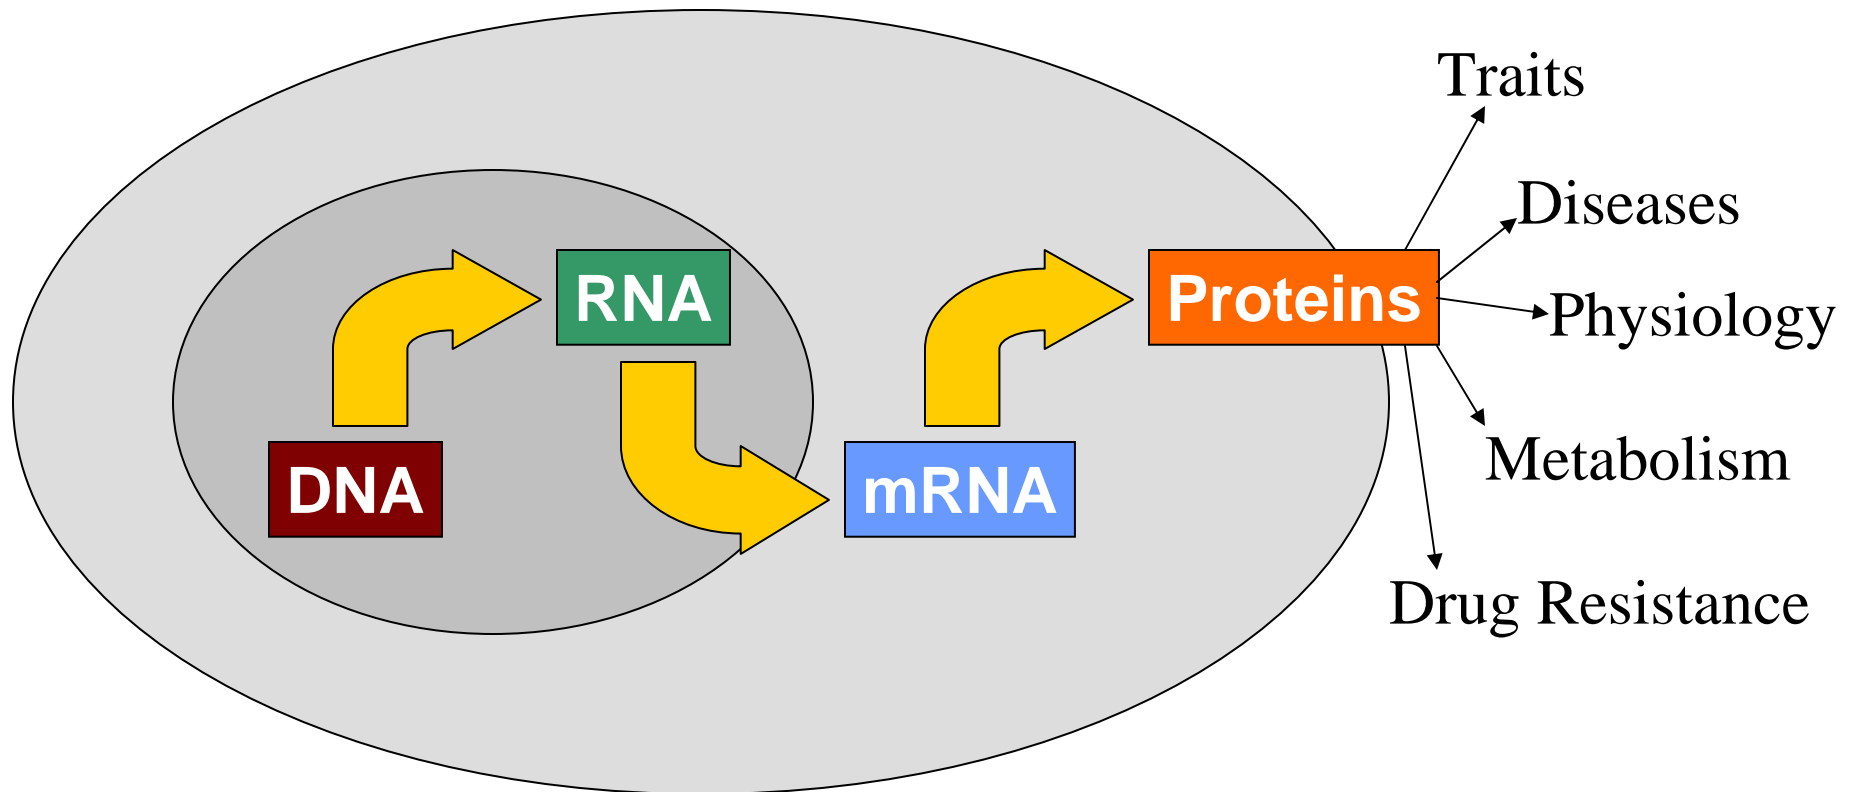 Traits
Diseases
RNA
Proteins
Physiology
DNA
mRNA
Metabolism
Drug Resistance